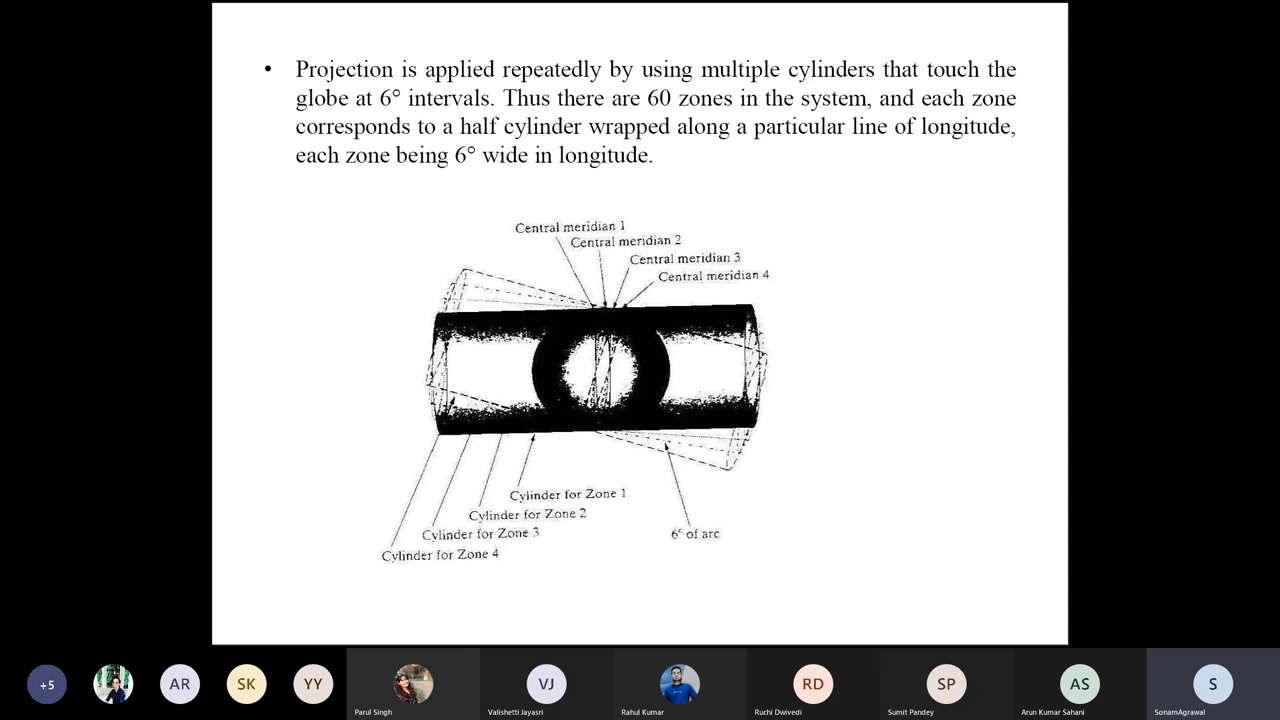 • Projection is applied repeatedly by using multiple cylinders that touch the
globe at 6° intervals. Thus there are 60 zones in the system, and each zone
corresponds to a half cylinder wrapped along a particular line of longitude,
each zone being 6° wide in longitude.
Central meridian 1
Central meridian 2
Central meridian 3
Central meridian 4
Cylinder for Zone 1
Cylinder for Zone 2
Cylinder for Zone 3
6° of arc
Cylinder for Zone 4
+5
AR
SK
YY
VJ
RD
SP
AS
S
Parul Singh
Valishetti Jayasri
Rahul Kumar
Ruchi Dwivedi
Sumit Pandey
Arun Kumar Sahani
SonamAgrawal